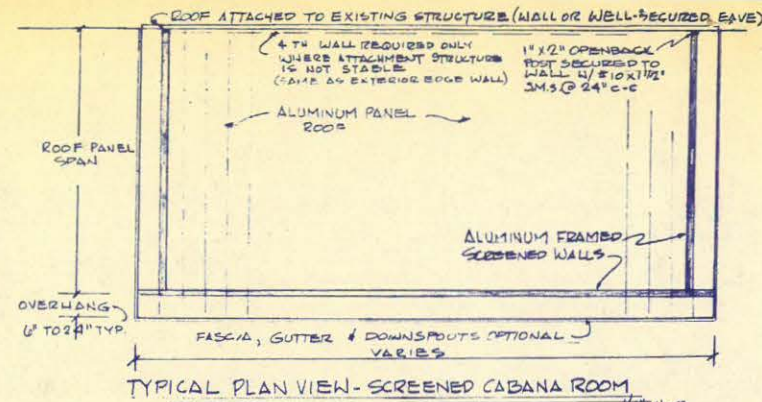 ROOF ATTACHED TO EXISTING STRUCTURE (WALL OR WELL-SECURED EAVE)
4 TH WALL REQUIRED ONLY
WHERE ATTACHMENT STRUCTURE
IS NOT STABLE
(SAME AS EXTERIOR EDGE WALL)
1" X 2" OPENBACK
POST SECURED TO
WALL W/ #10 X 1 1/2"
S.M.S. @ 24" C-C
ALUMINUM PANEL
ROOF
ROOF PANEL
SPAN
ALUMINUM FRAMED
SCREENED WALLS
OVERHANG
6" TO 24" TYP.
FASCIA, GUTTER & DOWNSPOUTS OPTIONAL
VARIES
TYPICAL PLAN VIEW - SCREENED CABANA ROOM